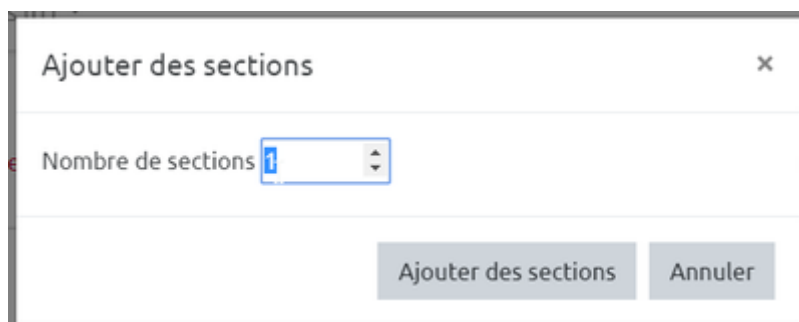 Ajouter des sections ×
Nombre de sections 1
Ajouter des sections Annuler